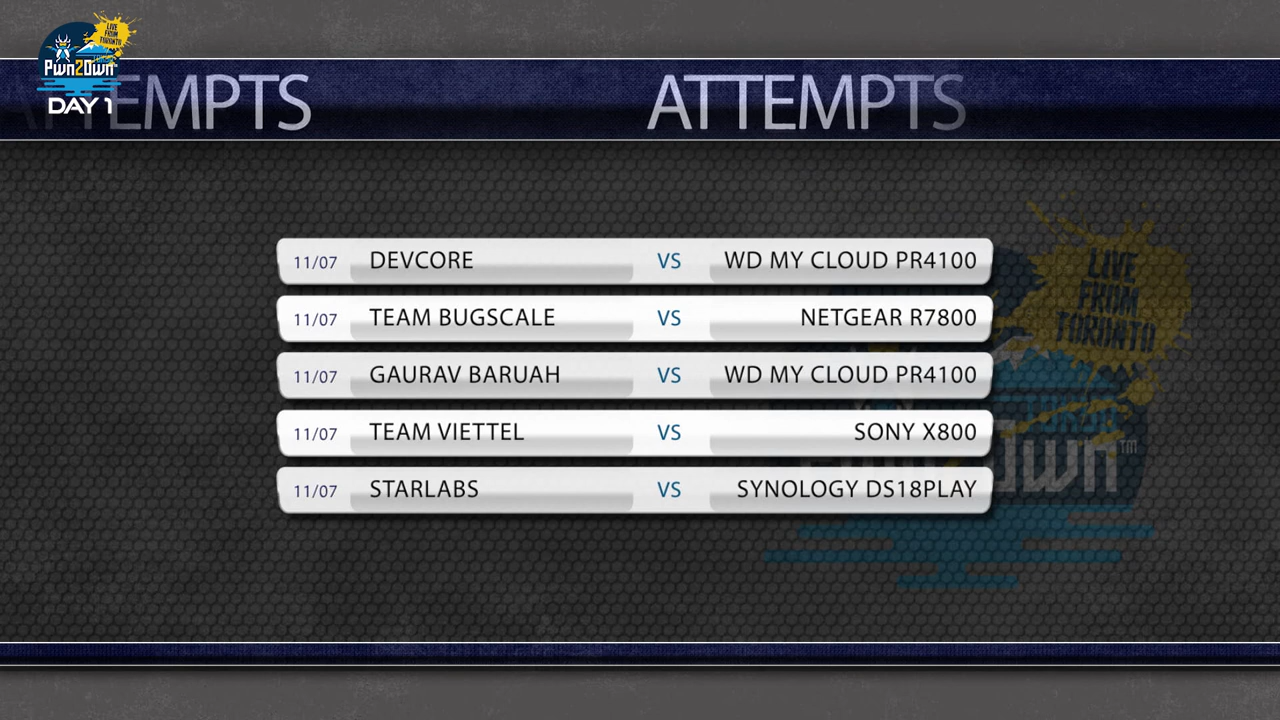 LIVE
FROM
TORONTO
Pwn2Own
DAY 1
ATTEMPTS
ATTEMPTS
11/07 DEVCORE VS WD MY CLOUD PR4100
11/07 TEAM BUGSCALE VS NETGEAR R7800
11/07 GAURAV BARUAH VS WD MY CLOUD PR4100
11/07 TEAM VIETTEL VS SONY X800
11/07 STARLABS VS SYNOLOGY DS18PLAY
LIVE
FROM
TORONTO
Pwn2Own™